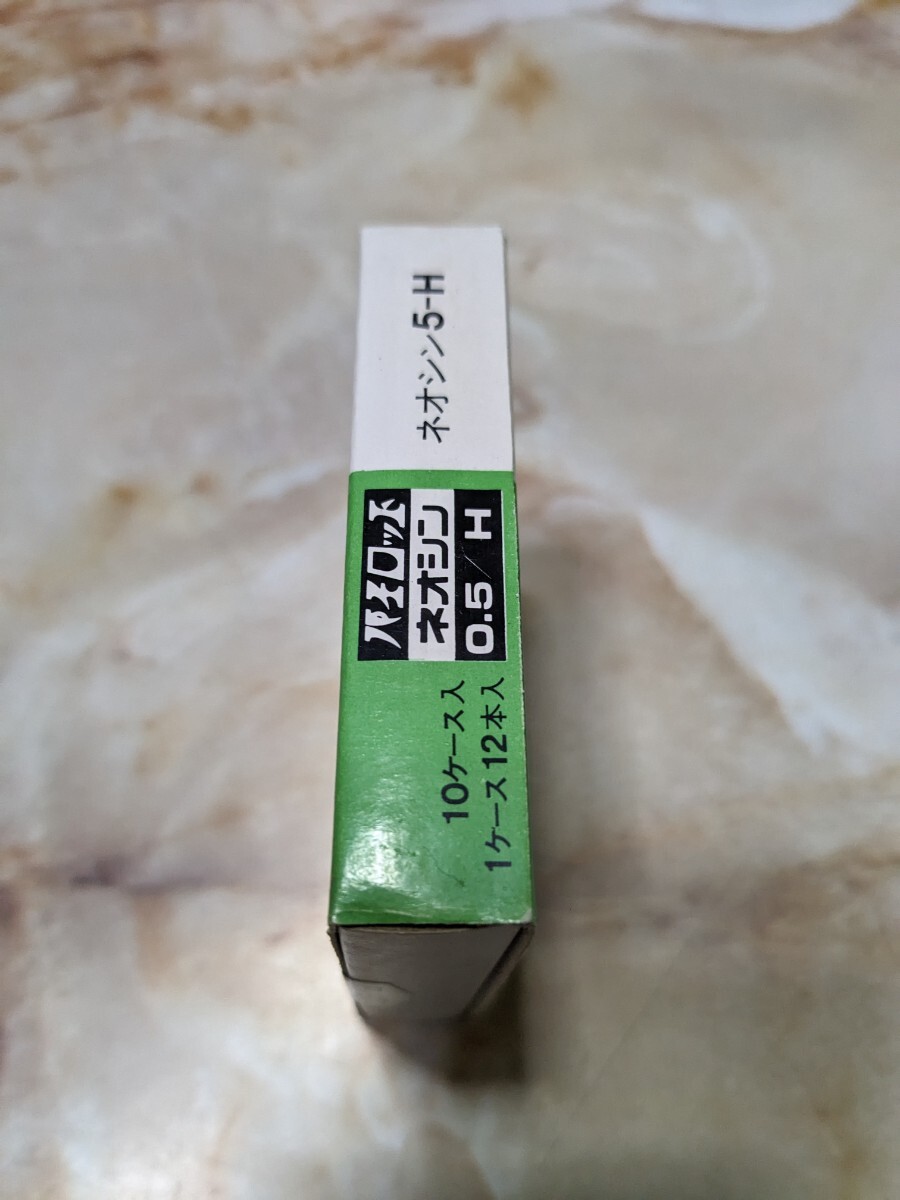 ネオシン5-H
パイロット
ネオシン
0.5/H
10ケース入
1ケース12本入